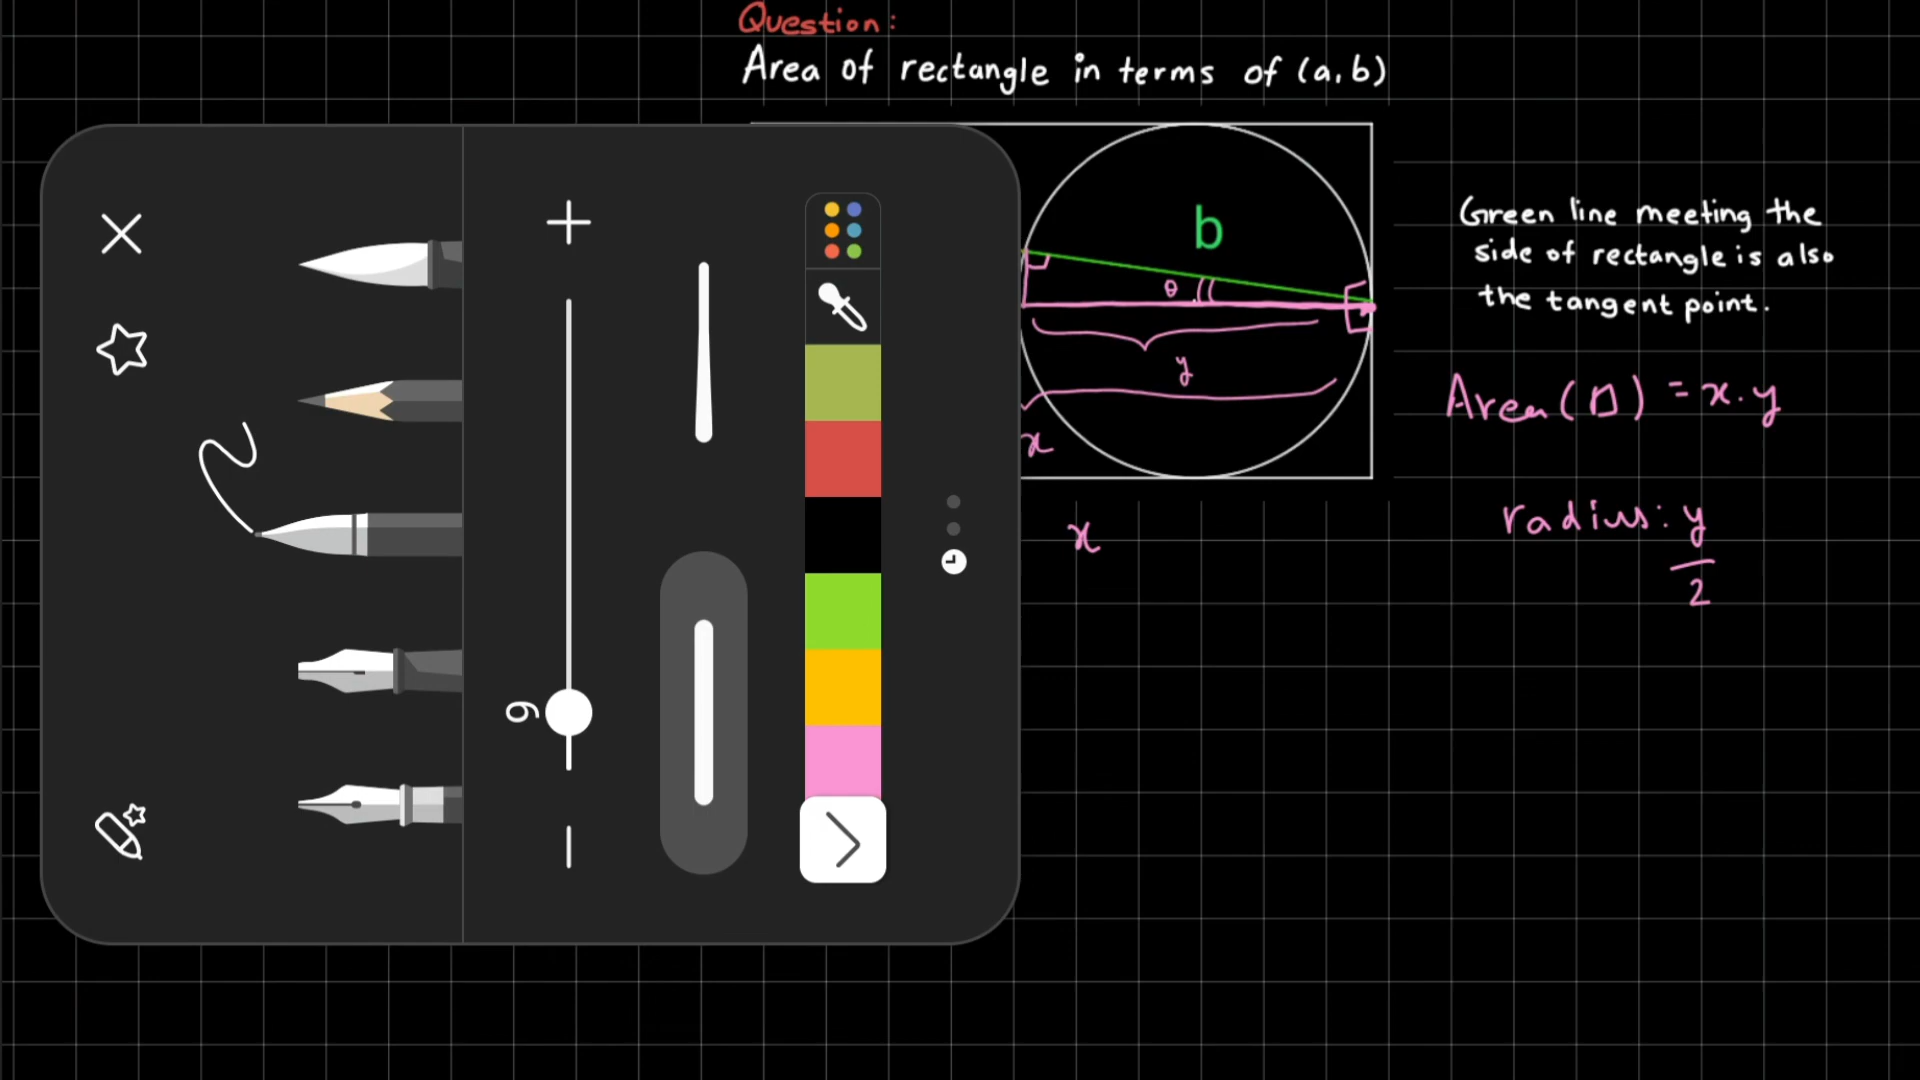 Question:
Area of rectangle in terms of (a,b)
b
θ
y
x
x
Green line meeting the
side of rectangle is also
the tangent point.
Area(▯) = x.y
radius: y
2
9